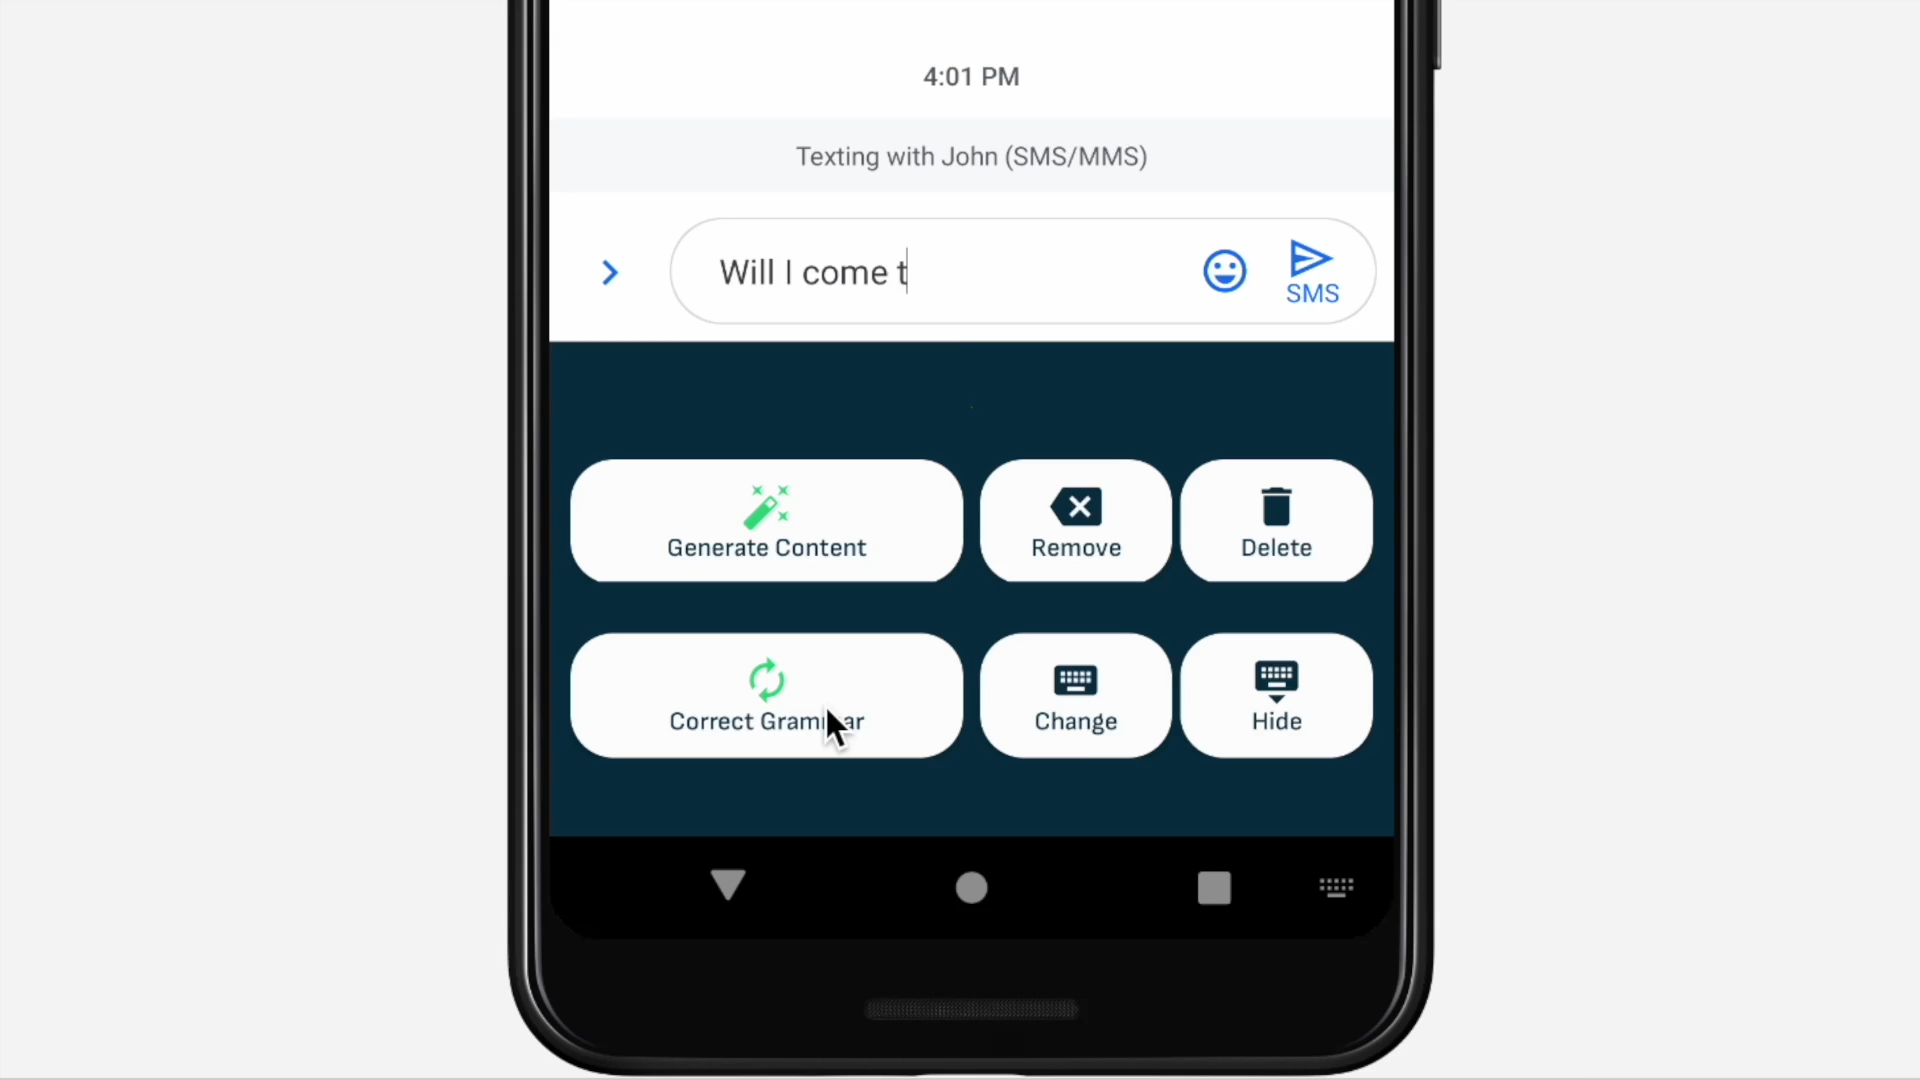 4:01 PM
Texting with John (SMS/MMS)
Will I come t
SMS
Generate Content
Remove
Delete
Correct Grammar
Change
Hide